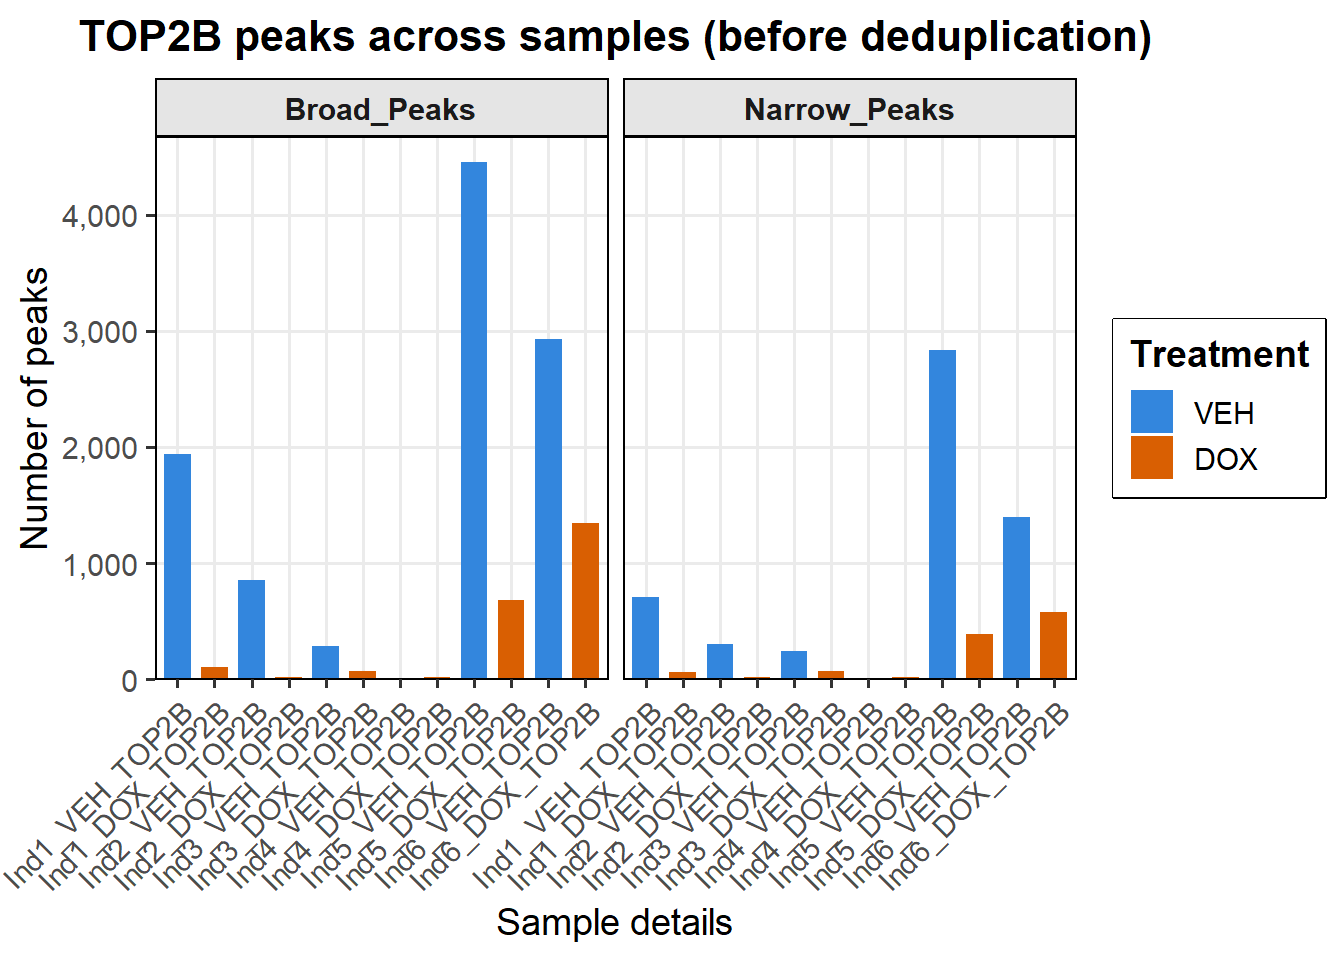 TOP2B peaks across samples (before deduplication)
Broad_Peaks
Narrow_Peaks
Number of peaks
4,000
3,000
2,000
1,000
0
Treatment
VEH
DOX
Ind1_VEH_TOP2B
Ind1_DOX_TOP2B
Ind2_VEH_TOP2B
Ind2_DOX_TOP2B
Ind3_VEH_TOP2B
Ind3_DOX_TOP2B
Ind4_VEH_TOP2B
Ind4_DOX_TOP2B
Ind5_VEH_TOP2B
Ind5_DOX_TOP2B
Ind6_VEH_TOP2B
Ind6_DOX_TOP2B
Ind1_VEH_TOP2B
Ind1_DOX_TOP2B
Ind2_VEH_TOP2B
Ind2_DOX_TOP2B
Ind3_VEH_TOP2B
Ind3_DOX_TOP2B
Ind4_VEH_TOP2B
Ind4_DOX_TOP2B
Ind5_VEH_TOP2B
Ind5_DOX_TOP2B
Ind6_VEH_TOP2B
Ind6_DOX_TOP2B
Sample details